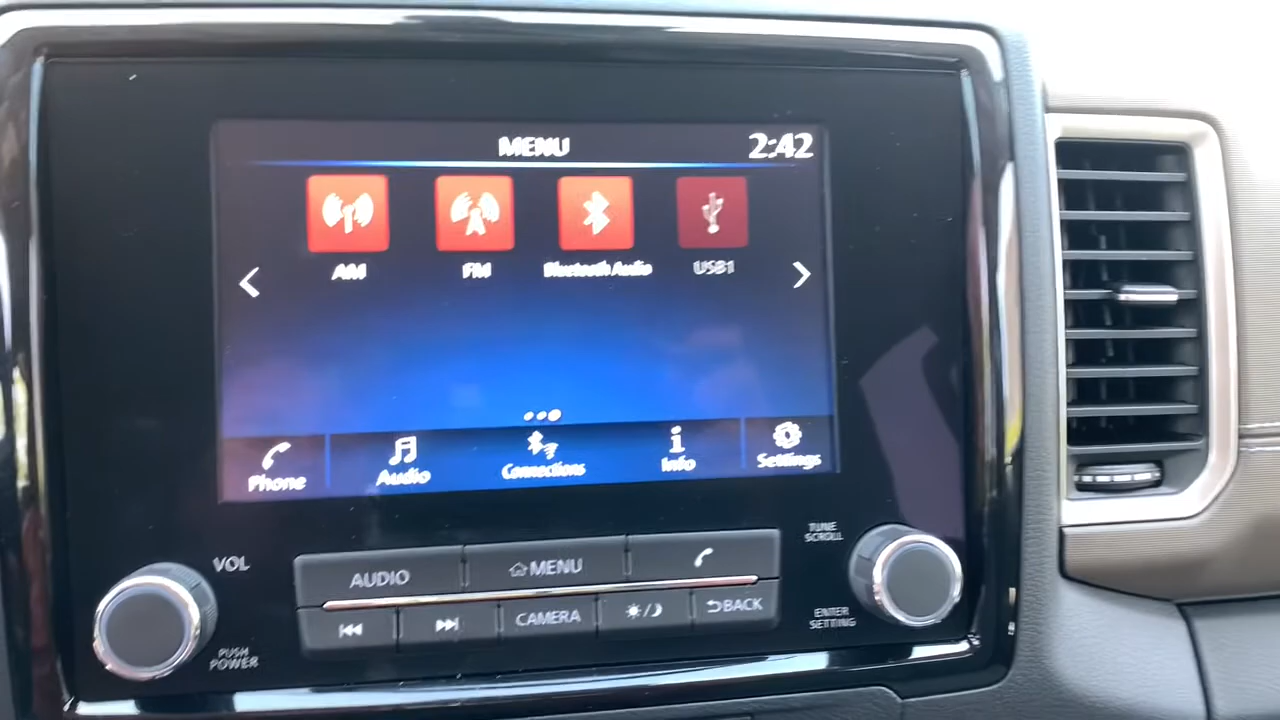 MENU
2:42
AM
FM
Bluetooth Audio
USB1
Phone
Audio
Connections
Info
Settings
VOL
PUSH
POWER
AUDIO
MENU
CAMERA
BACK
TUNE
SCROLL
ENTER
SETTING